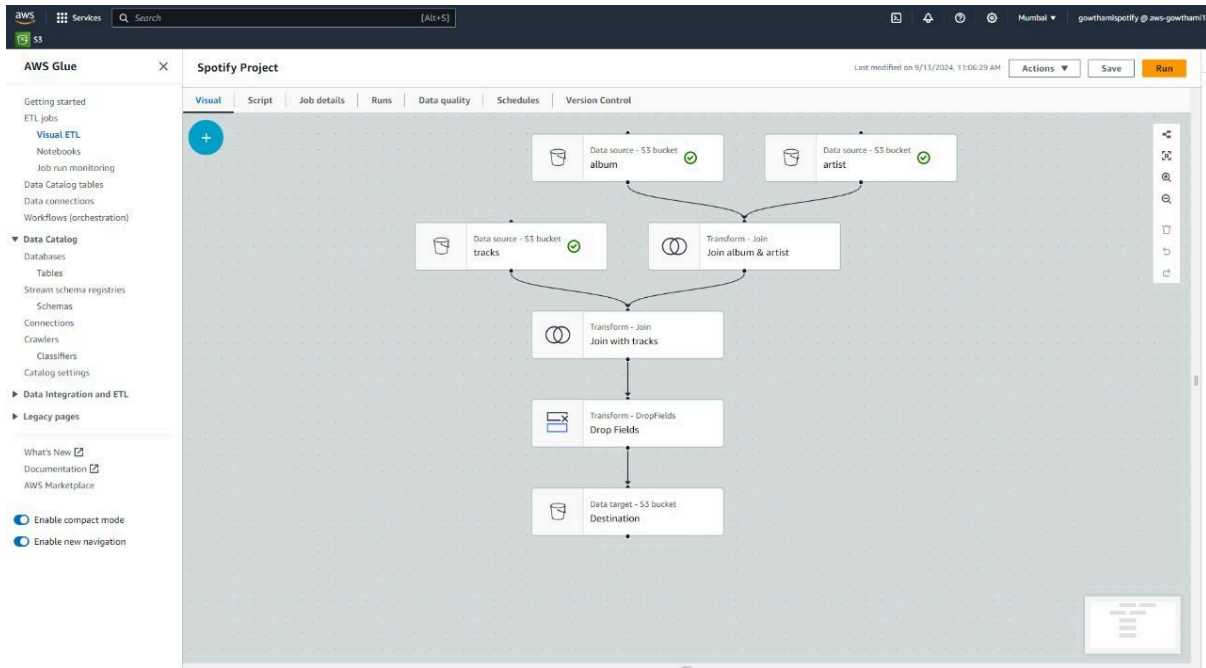 aws
Services
Search
[Alt+S]
Mumbai
gowthamispotify @ aws-gowthami1
S3
AWS Glue
Getting started
ETL jobs
Visual ETL
Notebooks
Job run monitoring
Data Catalog tables
Data connections
Workflows (orchestration)
Data Catalog
Databases
Tables
Stream schema registries
Schemas
Connections
Crawlers
Classifiers
Catalog settings
Data Integration and ETL
Legacy pages
What's New
Documentation
AWS Marketplace
Enable compact mode
Enable new navigation
Spotify Project
Last modified on 9/13/2024, 11:06:29 AM
Actions
Save
Run
Visual
Script
Job details
Runs
Data quality
Schedules
Version Control
Data source - S3 bucket
album
Data source - S3 bucket
artist
Data source - S3 bucket
tracks
Transform - Join
Join album & artist
Transform - Join
Join with tracks
Transform - DropFields
Drop Fields
Data target - S3 bucket
Destination